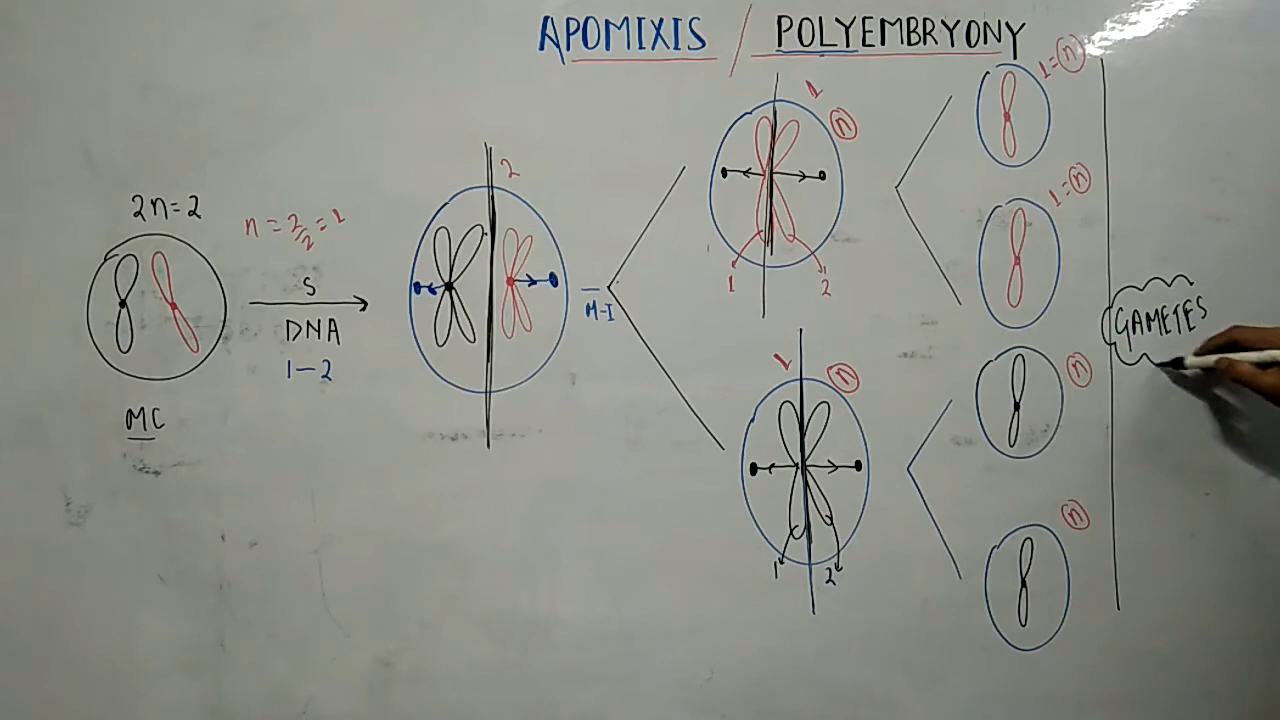 APOMIXIS / POLYEMBRYONY
2n=2
n = 2/2 = 1
S
DNA
1-2
MC
2
M-I
1
n
1
2
1
n
1
2
1=n
1=n
n
n
GAMETES